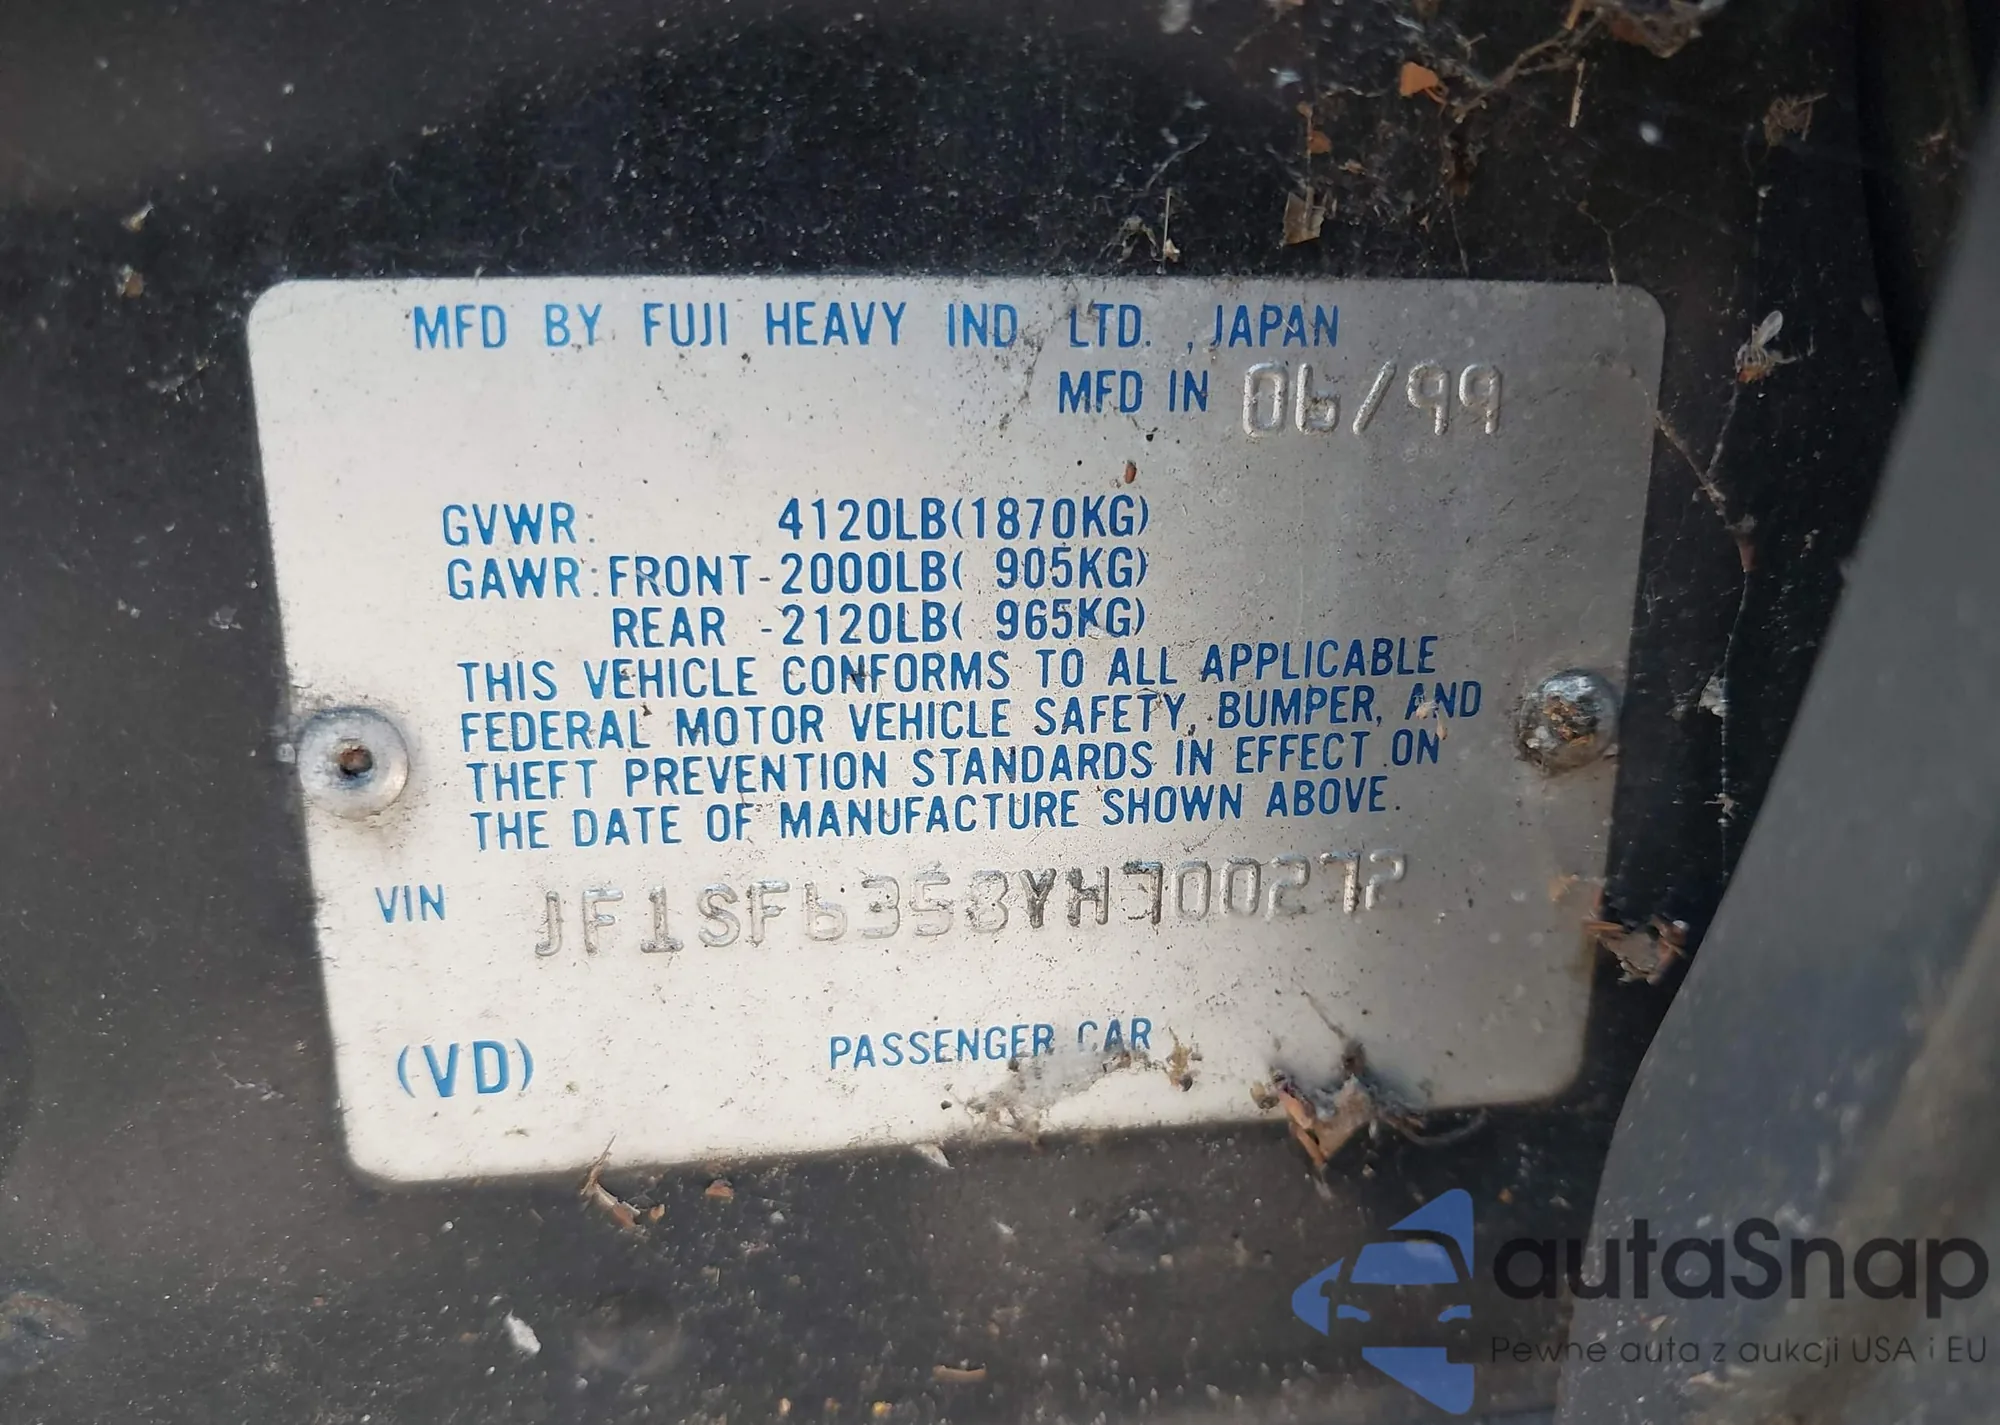 MFD BY FUJI HEAVY IND. LTD. , JAPAN
MFD IN 06/99
GVWR: 4120LB(1870KG)
GAWR:FRONT-2000LB( 905KG)
REAR -2120LB( 965KG)
THIS VEHICLE CONFORMS TO ALL APPLICABLE
FEDERAL MOTOR VEHICLE SAFETY, BUMPER, AND
THEFT PREVENTION STANDARDS IN EFFECT ON
THE DATE OF MANUFACTURE SHOWN ABOVE.
VIN JF1SF6358YH700272
(VD) PASSENGER CAR
autaSnap
Pewne auta z aukcji USA i EU